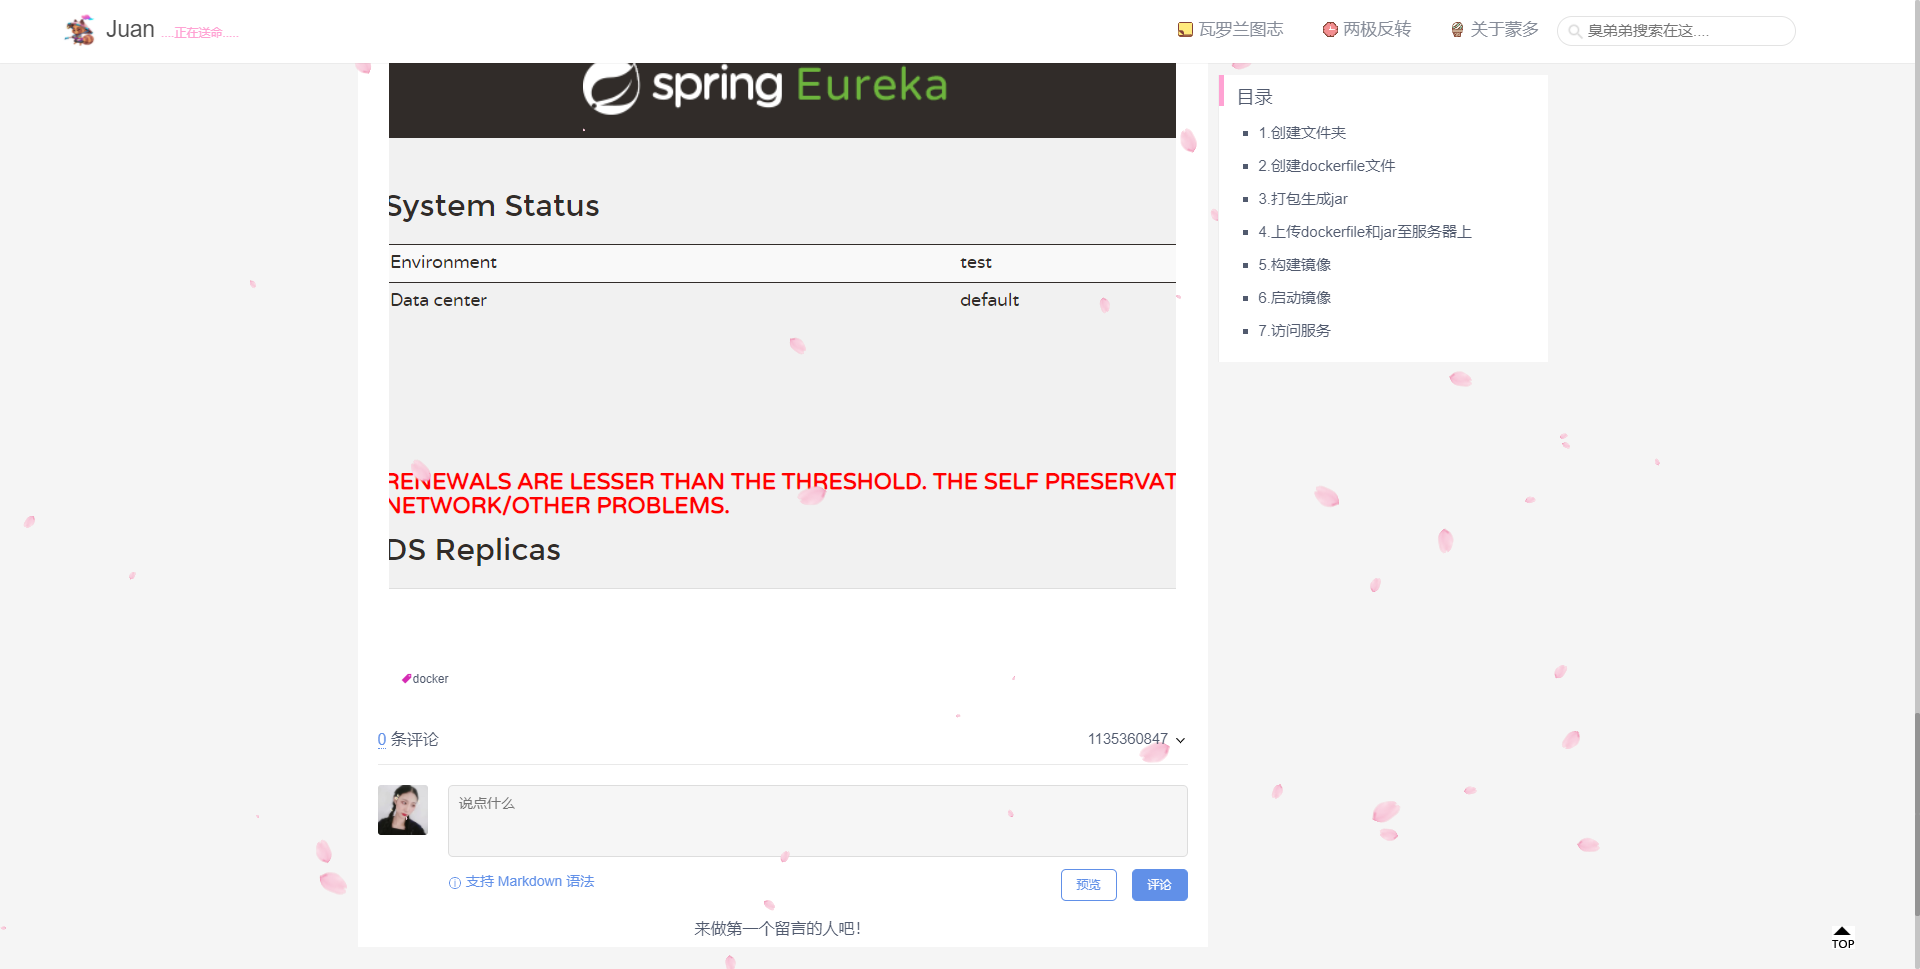 Juan ....正在送命.....
瓦罗兰图志
两极反转
关于蒙多
臭弟弟搜索在这....
spring Eureka
System Status
Environment test
Data center default
RENEWALS ARE LESSER THAN THE THRESHOLD. THE SELF PRESERVAT
NETWORK/OTHER PROBLEMS.
DS Replicas
docker
0 条评论
1135360847
说点什么
支持 Markdown 语法
预览
评论
来做第一个留言的人吧!
目录
1.创建文件夹
2.创建dockerfile文件
3.打包生成jar
4.上传dockerfile和jar至服务器上
5.构建镜像
6.启动镜像
7.访问服务
TOP